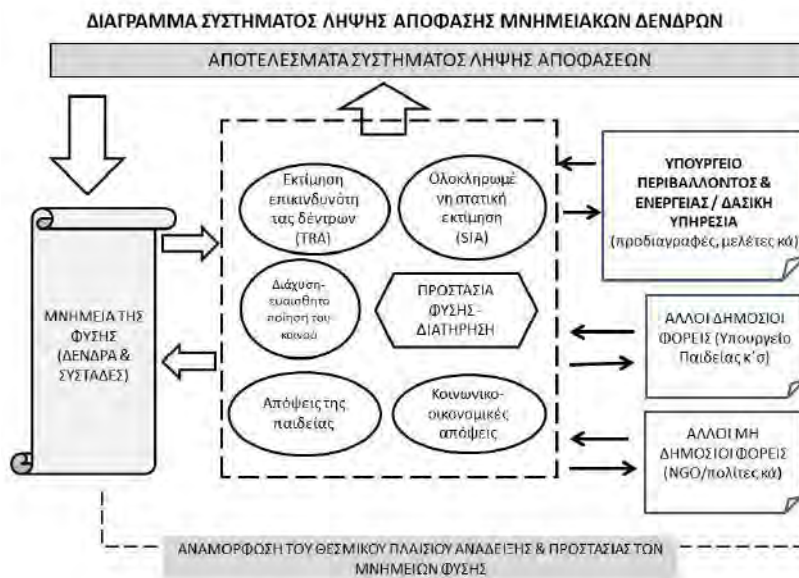 ΔΙΑΓΡΑΜΜΑ ΣΥΣΤΗΜΑΤΟΣ ΛΗΨΗΣ ΑΠΟΦΑΣΗΣ ΜΝΗΜΕΙΑΚΩΝ ΔΕΝΔΡΩΝ
ΑΠΟΤΕΛΕΣΜΑΤΑ ΣΥΣΤΗΜΑΤΟΣ ΛΗΨΗΣ ΑΠΟΦΑΣΕΩΝ
ΜΝΗΜΕΙΑ ΤΗΣ
ΦΥΣΗΣ
(ΔΕΝΔΡΑ &
ΣΥΣΤΑΔΕΣ)
Εκτίμηση
επικινδυνότη
τας δέντρων
(TRA)
Ολοκληρωμέ
νη στατική
εκτίμηση
(SIA)
Διάχυση-
ευαισθητο
ποίηση του
κοινού
ΠΡΟΣΤΑΣΙΑ
ΦΥΣΗΣ -
ΔΙΑΤΗΡΗΣΗ
Απόψεις της
παιδείας
Κοινωνικο-
οικονομικές
απόψεις
ΥΠΟΥΡΓΕΙΟ
ΠΕΡΙΒΑΛΛΟΝΤΟΣ &
ΕΝΕΡΓΕΙΑΣ / ΔΑΣΙΚΗ
ΥΠΗΡΕΣΙΑ
(προδιαγραφές, μελέτες κά)
ΑΛΛΟΙ ΔΗΜΟΣΙΟΙ
ΦΟΡΕΙΣ (Υπουργείο
Παιδείας κ΄σ)
ΑΛΛΟΙ ΜΗ
ΔΗΜΟΣΙΟΙ ΦΟΡΕΙΣ
(NGO/πολίτες κά)
ΑΝΑΜΟΡΦΩΣΗ ΤΟΥ ΘΕΣΜΙΚΟΥ ΠΛΑΙΣΙΟΥ ΑΝΑΔΕΙΞΗΣ & ΠΡΟΣΤΑΣΙΑΣ ΤΩΝ
ΜΝΗΜΕΙΩΝ ΦΥΣΗΣ